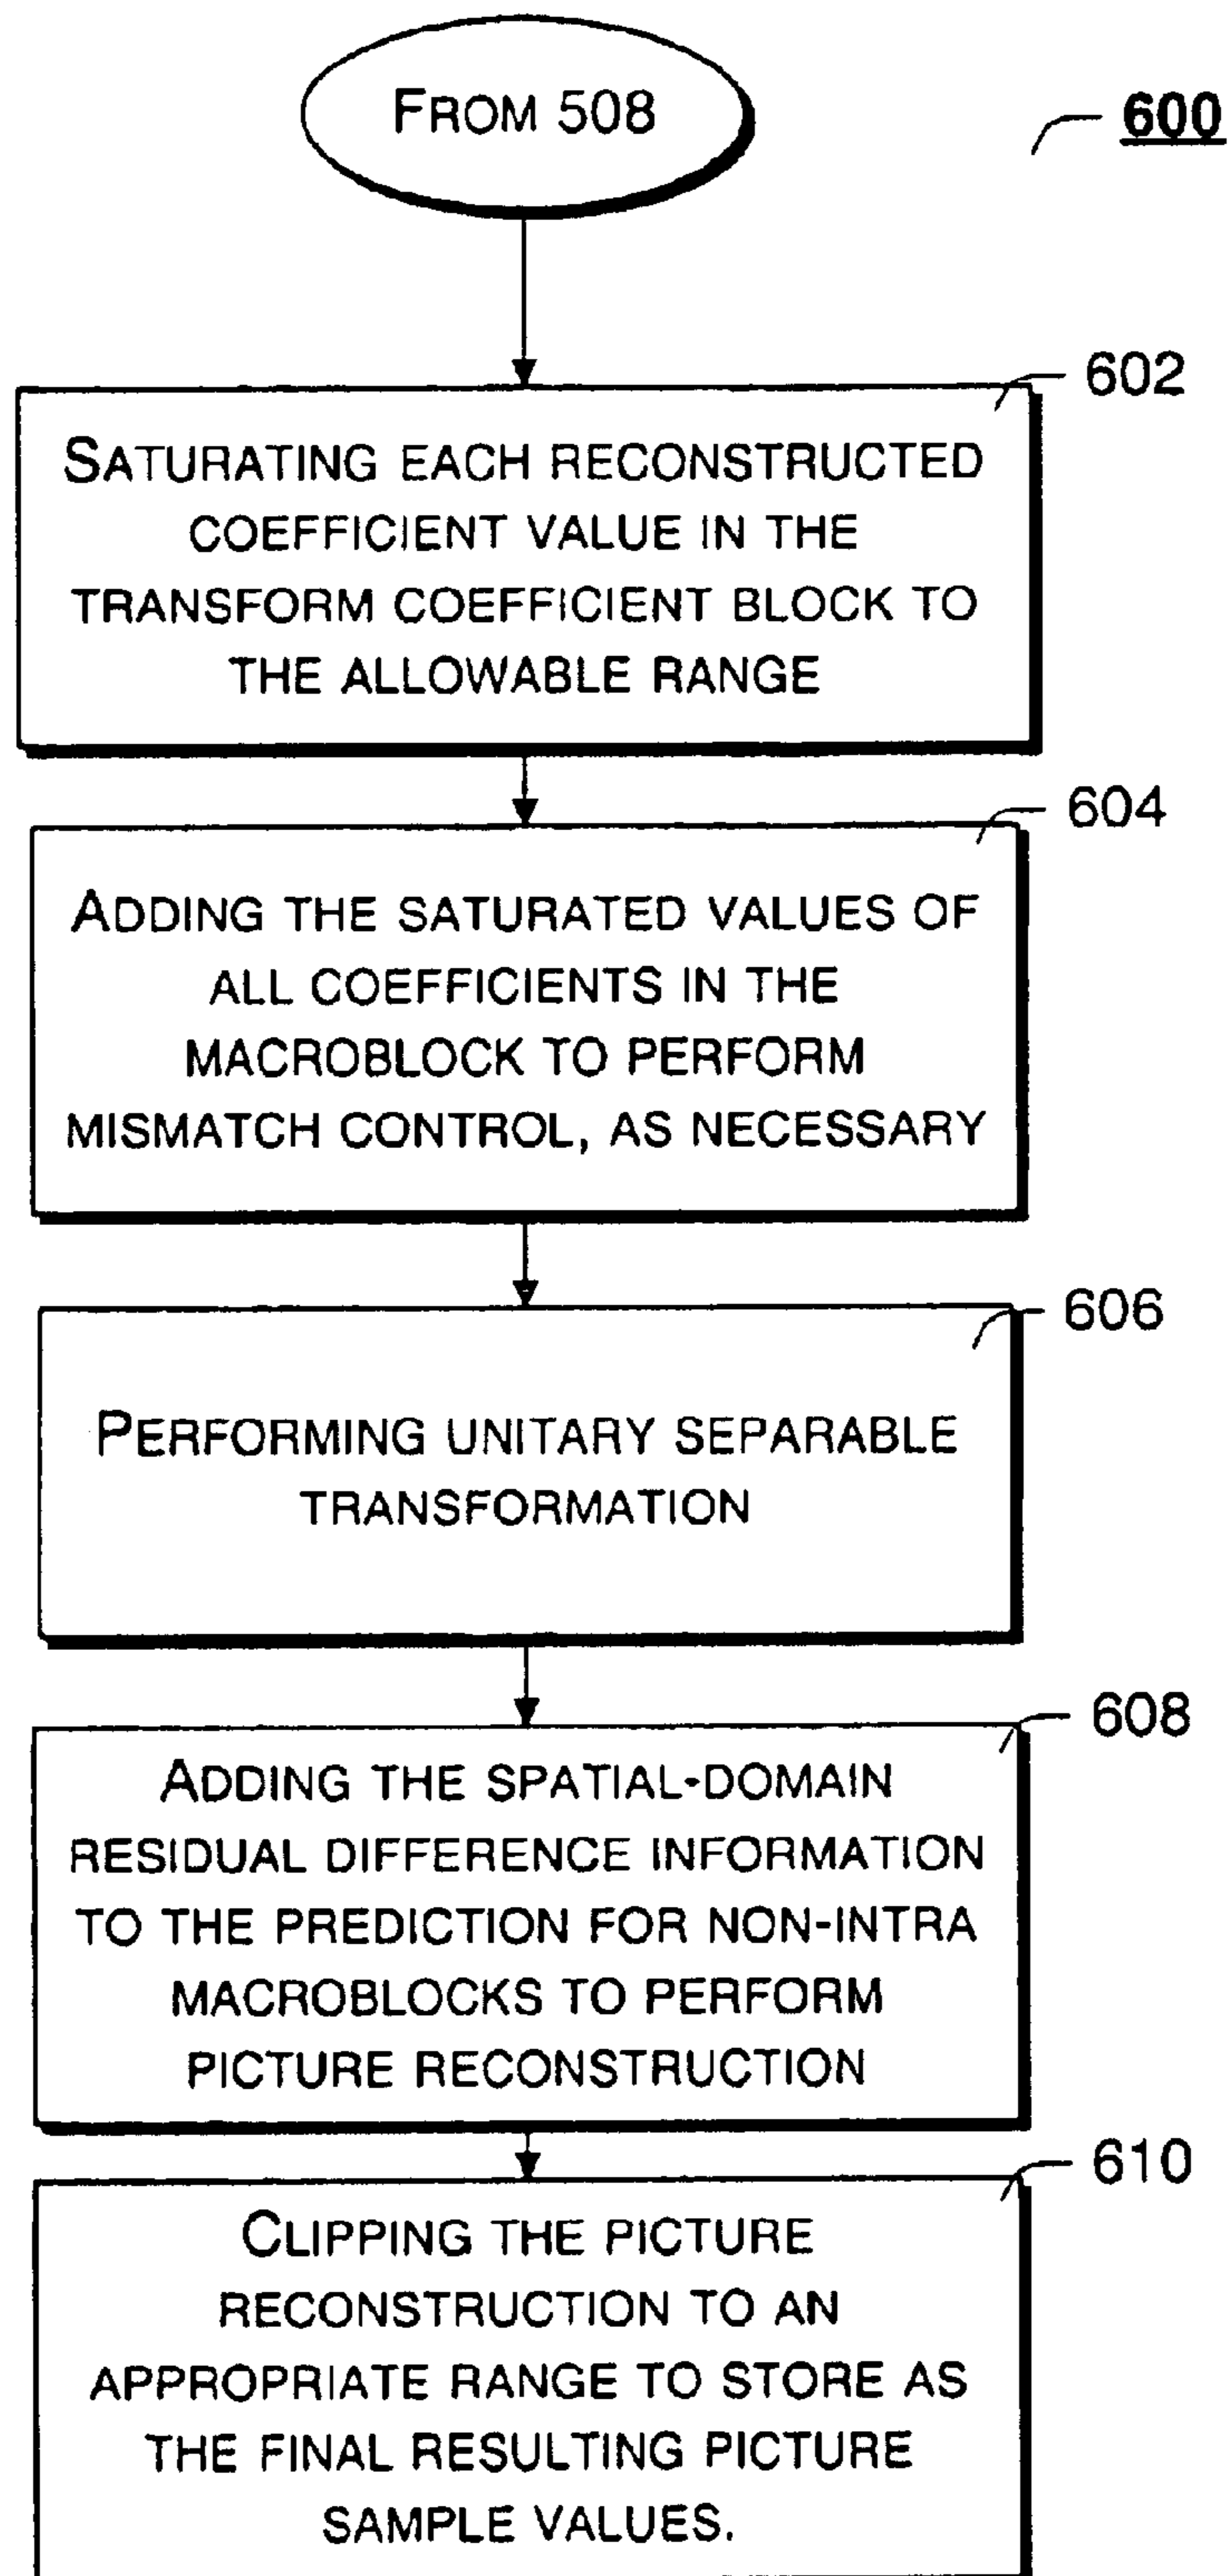 FROM 508
600
602
SATURATING EACH RECONSTRUCTED
COEFFICIENT VALUE IN THE
TRANSFORM COEFFICIENT BLOCK TO
THE ALLOWABLE RANGE
604
ADDING THE SATURATED VALUES OF
ALL COEFFICIENTS IN THE
MACROBLOCK TO PERFORM
MISMATCH CONTROL, AS NECESSARY
606
PERFORMING UNITARY SEPARABLE
TRANSFORMATION
608
ADDING THE SPATIAL-DOMAIN
RESIDUAL DIFFERENCE INFORMATION
TO THE PREDICTION FOR NON-INTRA
MACROBLOCKS TO PERFORM
PICTURE RECONSTRUCTION
610
CLIPPING THE PICTURE
RECONSTRUCTION TO AN
APPROPRIATE RANGE TO STORE AS
THE FINAL RESULTING PICTURE
SAMPLE VALUES.